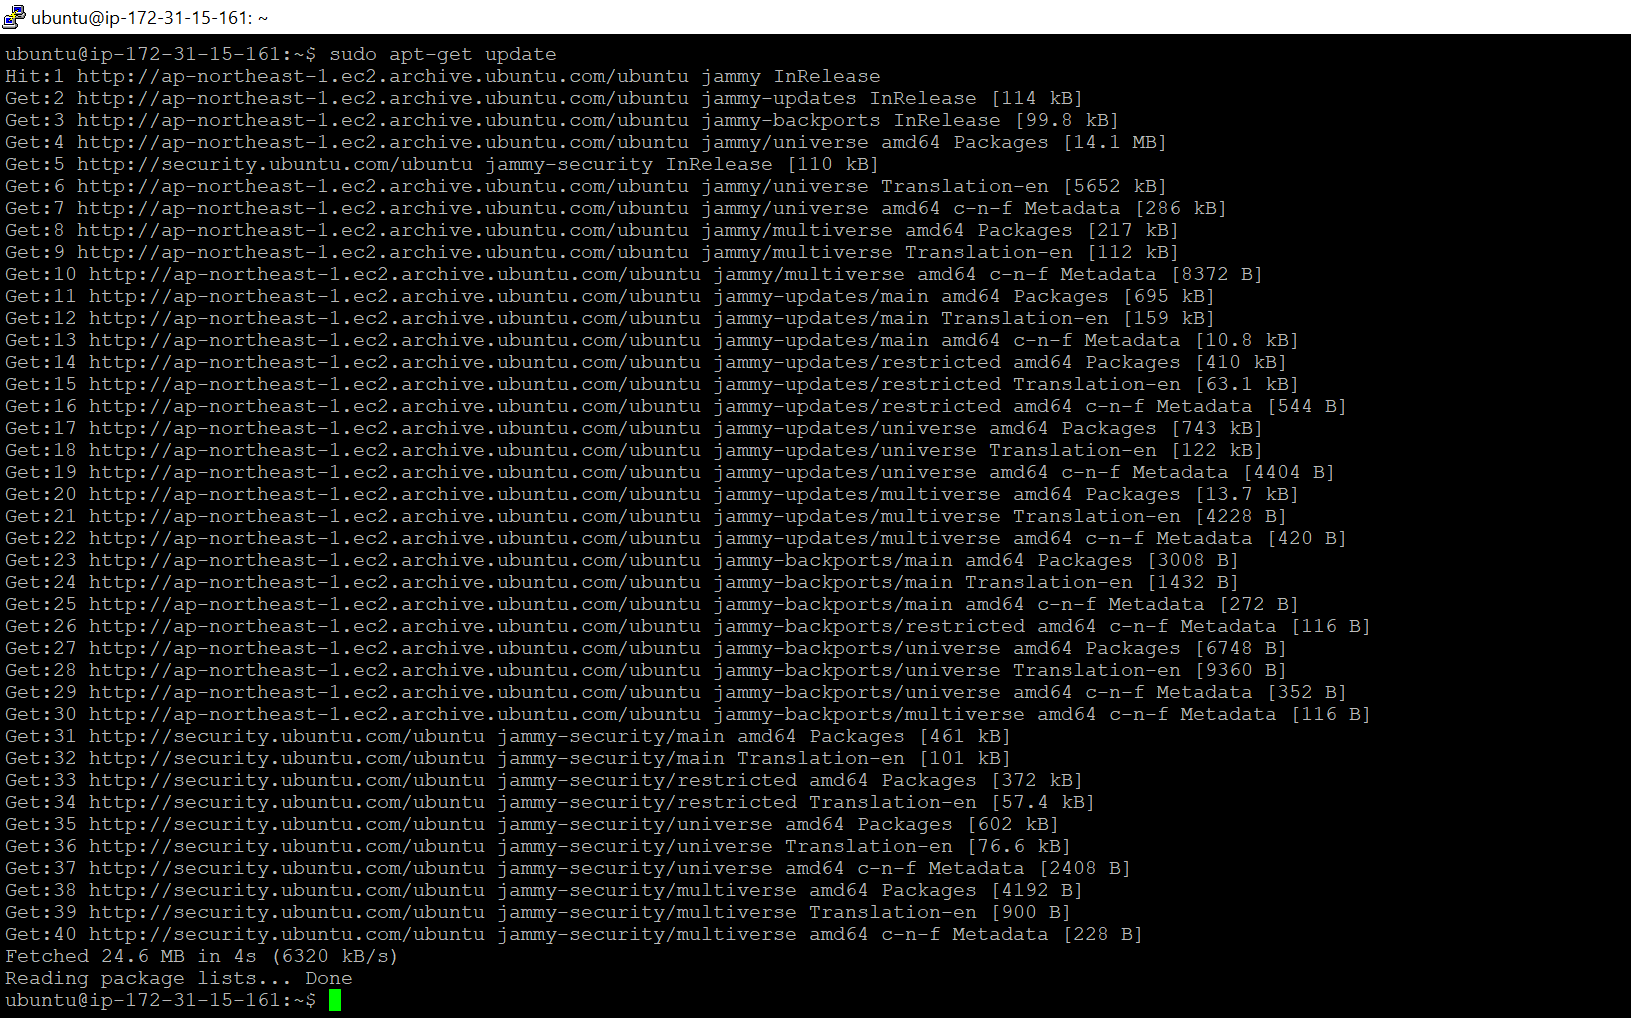 ubuntu@ip-172-31-15-161: ~
ubuntu@ip-172-31-15-161:~$ sudo apt-get update
Hit:1 http://ap-northeast-1.ec2.archive.ubuntu.com/ubuntu jammy InRelease
Get:2 http://ap-northeast-1.ec2.archive.ubuntu.com/ubuntu jammy-updates InRelease [114 kB]
Get:3 http://ap-northeast-1.ec2.archive.ubuntu.com/ubuntu jammy-backports InRelease [99.8 kB]
Get:4 http://ap-northeast-1.ec2.archive.ubuntu.com/ubuntu jammy/universe amd64 Packages [14.1 MB]
Get:5 http://security.ubuntu.com/ubuntu jammy-security InRelease [110 kB]
Get:6 http://ap-northeast-1.ec2.archive.ubuntu.com/ubuntu jammy/universe Translation-en [5652 kB]
Get:7 http://ap-northeast-1.ec2.archive.ubuntu.com/ubuntu jammy/universe amd64 c-n-f Metadata [286 kB]
Get:8 http://ap-northeast-1.ec2.archive.ubuntu.com/ubuntu jammy/multiverse amd64 Packages [217 kB]
Get:9 http://ap-northeast-1.ec2.archive.ubuntu.com/ubuntu jammy/multiverse Translation-en [112 kB]
Get:10 http://ap-northeast-1.ec2.archive.ubuntu.com/ubuntu jammy/multiverse amd64 c-n-f Metadata [8372 B]
Get:11 http://ap-northeast-1.ec2.archive.ubuntu.com/ubuntu jammy-updates/main amd64 Packages [695 kB]
Get:12 http://ap-northeast-1.ec2.archive.ubuntu.com/ubuntu jammy-updates/main Translation-en [159 kB]
Get:13 http://ap-northeast-1.ec2.archive.ubuntu.com/ubuntu jammy-updates/main amd64 c-n-f Metadata [10.8 kB]
Get:14 http://ap-northeast-1.ec2.archive.ubuntu.com/ubuntu jammy-updates/restricted amd64 Packages [410 kB]
Get:15 http://ap-northeast-1.ec2.archive.ubuntu.com/ubuntu jammy-updates/restricted Translation-en [63.1 kB]
Get:16 http://ap-northeast-1.ec2.archive.ubuntu.com/ubuntu jammy-updates/restricted amd64 c-n-f Metadata [544 B]
Get:17 http://ap-northeast-1.ec2.archive.ubuntu.com/ubuntu jammy-updates/universe amd64 Packages [743 kB]
Get:18 http://ap-northeast-1.ec2.archive.ubuntu.com/ubuntu jammy-updates/universe Translation-en [122 kB]
Get:19 http://ap-northeast-1.ec2.archive.ubuntu.com/ubuntu jammy-updates/universe amd64 c-n-f Metadata [4404 B]
Get:20 http://ap-northeast-1.ec2.archive.ubuntu.com/ubuntu jammy-updates/multiverse amd64 Packages [13.7 kB]
Get:21 http://ap-northeast-1.ec2.archive.ubuntu.com/ubuntu jammy-updates/multiverse Translation-en [4228 B]
Get:22 http://ap-northeast-1.ec2.archive.ubuntu.com/ubuntu jammy-updates/multiverse amd64 c-n-f Metadata [420 B]
Get:23 http://ap-northeast-1.ec2.archive.ubuntu.com/ubuntu jammy-backports/main amd64 Packages [3008 B]
Get:24 http://ap-northeast-1.ec2.archive.ubuntu.com/ubuntu jammy-backports/main Translation-en [1432 B]
Get:25 http://ap-northeast-1.ec2.archive.ubuntu.com/ubuntu jammy-backports/main amd64 c-n-f Metadata [272 B]
Get:26 http://ap-northeast-1.ec2.archive.ubuntu.com/ubuntu jammy-backports/restricted amd64 c-n-f Metadata [116 B]
Get:27 http://ap-northeast-1.ec2.archive.ubuntu.com/ubuntu jammy-backports/universe amd64 Packages [6748 B]
Get:28 http://ap-northeast-1.ec2.archive.ubuntu.com/ubuntu jammy-backports/universe Translation-en [9360 B]
Get:29 http://ap-northeast-1.ec2.archive.ubuntu.com/ubuntu jammy-backports/universe amd64 c-n-f Metadata [352 B]
Get:30 http://ap-northeast-1.ec2.archive.ubuntu.com/ubuntu jammy-backports/multiverse amd64 c-n-f Metadata [116 B]
Get:31 http://security.ubuntu.com/ubuntu jammy-security/main amd64 Packages [461 kB]
Get:32 http://security.ubuntu.com/ubuntu jammy-security/main Translation-en [101 kB]
Get:33 http://security.ubuntu.com/ubuntu jammy-security/restricted amd64 Packages [372 kB]
Get:34 http://security.ubuntu.com/ubuntu jammy-security/restricted Translation-en [57.4 kB]
Get:35 http://security.ubuntu.com/ubuntu jammy-security/universe amd64 Packages [602 kB]
Get:36 http://security.ubuntu.com/ubuntu jammy-security/universe Translation-en [76.6 kB]
Get:37 http://security.ubuntu.com/ubuntu jammy-security/universe amd64 c-n-f Metadata [2408 B]
Get:38 http://security.ubuntu.com/ubuntu jammy-security/multiverse amd64 Packages [4192 B]
Get:39 http://security.ubuntu.com/ubuntu jammy-security/multiverse Translation-en [900 B]
Get:40 http://security.ubuntu.com/ubuntu jammy-security/multiverse amd64 c-n-f Metadata [228 B]
Fetched 24.6 MB in 4s (6320 kB/s)
Reading package lists... Done
ubuntu@ip-172-31-15-161:~$